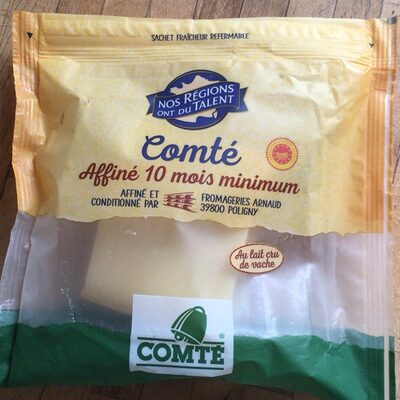 SACHET FRAÎCHEUR REFERMABLE
NOS RÉGIONS
ONT DU TALENT
Comté
Affiné 10 mois minimum
AFFINÉ ET
CONDITIONNÉ PAR
FROMAGERIES ARNAUD
39800 POLIGNY
Au lait cru
de vache
COMTÉ
®